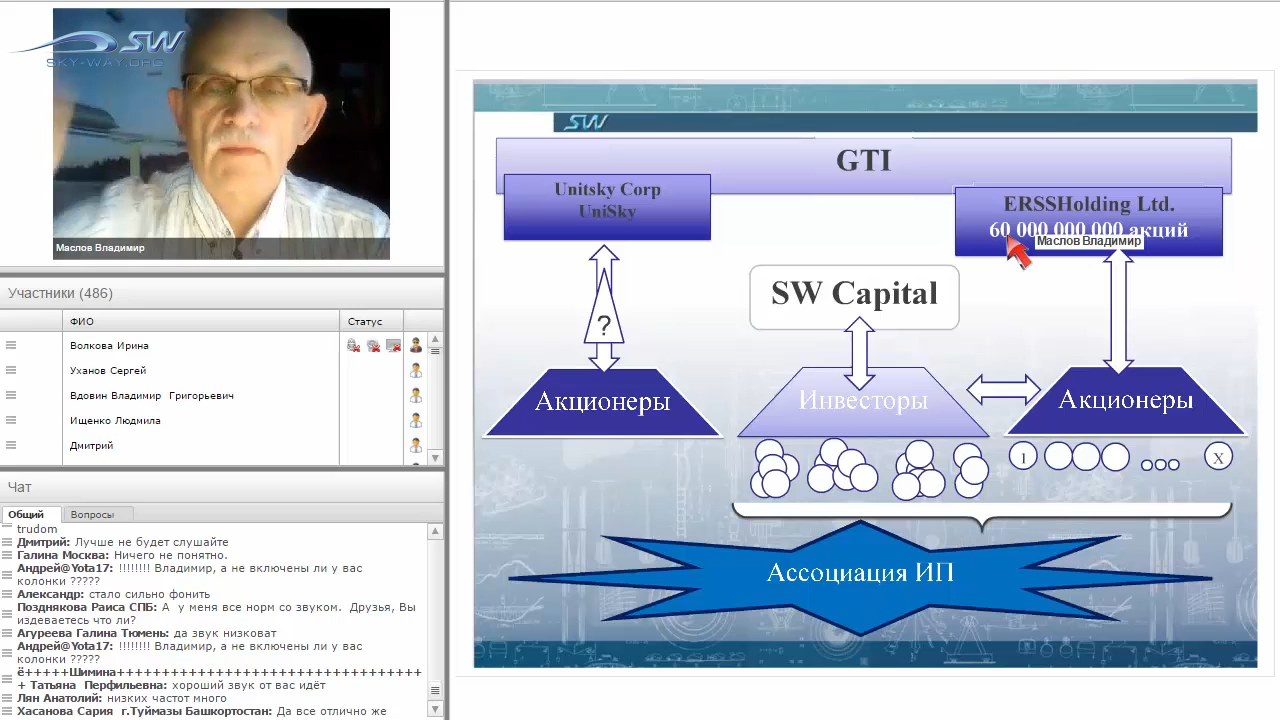 SW
SKY-WAY.ORG
Маслов Владимир
Участники (486)
ФИО
Статус
Волкова Ирина
Уханов Сергей
Вдовин Владимир Григорьевич
Ищенко Людмила
Дмитрий
Чат
Общий
Вопросы
trudom
Дмитрий: Лучше не будет слушайте
Галина Москва: Ничего не понятно.
Андрей@Yota17: !!!!!!!! Владимир, а не включены ли у вас
колонки ?????
Александр: стало сильно фонить
Позднякова Раиса СПБ: А у меня все норм со звуком. Друзья, Вы
издеваетесь что ли?
Агуреева Галина Тюмень: да звук низковат
Андрей@Yota17: !!!!!!!! Владимир, а не включены ли у вас
колонки ?????
ё+++++Шимина++++++++++++++++++++++++++++++++++
+ Татьяна Перфильевна: хороший звук от вас идёт
Лян Анатолий: низких частот много
Хасанова Сария г.Туймазы Башкортостан: Да все отлично же
SW
GTI
Unitsky Corp
UniSky
ERSSHolding Ltd.
60 000 000 000 акций
Маслов Владимир
SW Capital
?
Акционеры
Инвесторы
Акционеры
1
X
Ассоциация ИП